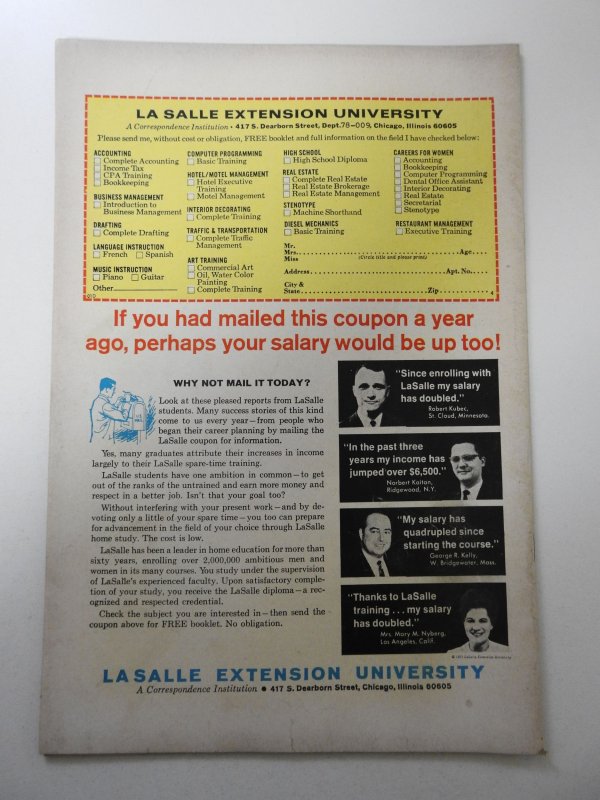 LA SALLE EXTENSION UNIVERSITY
A Correspondence Institution • 417 S. Dearborn Street, Dept. 78-009, Chicago, Illinois 60605
Please send me, without cost or obligation, FREE booklet and full information on the field I have checked below:
ACCOUNTING
Complete Accounting
Income Tax
CPA Training
Bookkeeping
BUSINESS MANAGEMENT
Introduction to
Business Management
DRAFTING
Complete Drafting
LANGUAGE INSTRUCTION
French Spanish
MUSIC INSTRUCTION
Piano Guitar
Other
COMPUTER PROGRAMMING
Basic Training
HOTEL/MOTEL MANAGEMENT
Hotel Executive
Training
Motel Management
INTERIOR DECORATING
Complete Training
TRAFFIC & TRANSPORTATION
Complete Traffic
Management
ART TRAINING
Commercial Art
Oil, Water Color
Painting
Complete Training
HIGH SCHOOL
High School Diploma
REAL ESTATE
Complete Real Estate
Real Estate Brokerage
Real Estate Management
STENOTYPE
Machine Shorthand
DIESEL MECHANICS
Basic Training
CAREERS FOR WOMEN
Accounting
Bookkeeping
Computer Programming
Dental Office Assistant
Interior Decorating
Real Estate
Secretarial
Stenotype
RESTAURANT MANAGEMENT
Executive Training
Mr.
Mrs. Age
Miss (Circle title and please print)
Address Apt. No.
City &
State Zip 4
If you had mailed this coupon a year
ago, perhaps your salary would be up too!
WHY NOT MAIL IT TODAY?
Look at these pleased reports from LaSalle
students. Many success stories of this kind
come to us every year—from people who
began their career planning by mailing the
LaSalle coupon for information.
Yes, many graduates attribute their increases in income
largely to their LaSalle spare-time training.
LaSalle students have one ambition in common—to get
out of the ranks of the untrained and earn more money and
respect in a better job. Isn't that your goal too?
Without interfering with your present work—and by de-
voting only a little of your spare time—you too can prepare
for advancement in the field of your choice through LaSalle
home study. The cost is low.
LaSalle has been a leader in home education for more than
sixty years, enrolling over 2,000,000 ambitious men and
women in its many courses. You study under the supervision
of LaSalle's experienced faculty. Upon satisfactory comple-
tion of your study, you receive the LaSalle diploma—a rec-
ognized and respected credential.
Check the subject you are interested in—then send the
coupon above for FREE booklet. No obligation.
"Since enrolling with
LaSalle my salary
has doubled."
Robert Kubec,
St. Cloud, Minnesota.
"In the past three
years my income has
jumped over $6,500."
Norbert Kaiton,
Ridgewood, N.Y.
"My salary has
quadrupled since
starting the course."
George R. Kelly,
W. Bridgewater, Mass.
"Thanks to LaSalle
training . . . my salary
has doubled."
Mrs. Mary M. Nyberg,
Los Angeles, Calif.
LA SALLE EXTENSION UNIVERSITY
A Correspondence Institution • 417 S. Dearborn Street, Chicago, Illinois 60605